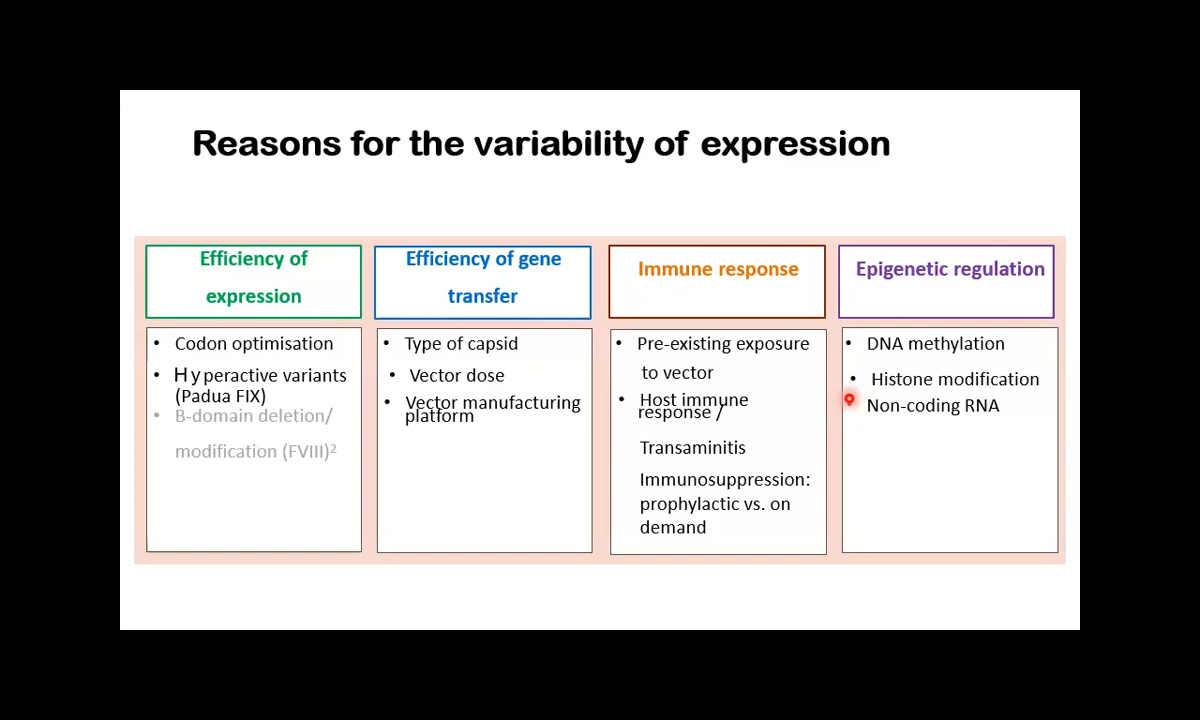 Reasons for the variability of expression
Efficiency of
expression
• Codon optimisation
• Hyperactive variants
(Padua FIX)
• B-domain deletion/
modification (FVIII)²
Efficiency of gene
transfer
• Type of capsid
• Vector dose
• Vector manufacturing
platform
Immune response
• Pre-existing exposure
to vector
• Host immune
response /
Transaminitis
Immunosuppression:
prophylactic vs. on
demand
Epigenetic regulation
• DNA methylation
• Histone modification
Non-coding RNA